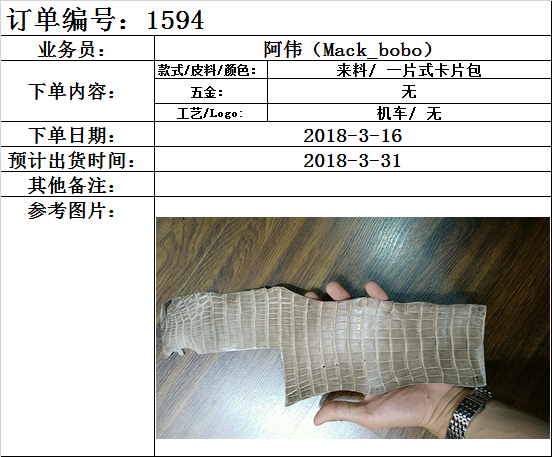 订单编号：1594
业务员： 阿伟（Mack_bobo）
下单内容： 款式/皮料/颜色： 来料/ 一片式卡片包
五金： 无
工艺/Logo: 机车/ 无
下单日期： 2018-3-16
预计出货时间： 2018-3-31
其他备注：
参考图片：